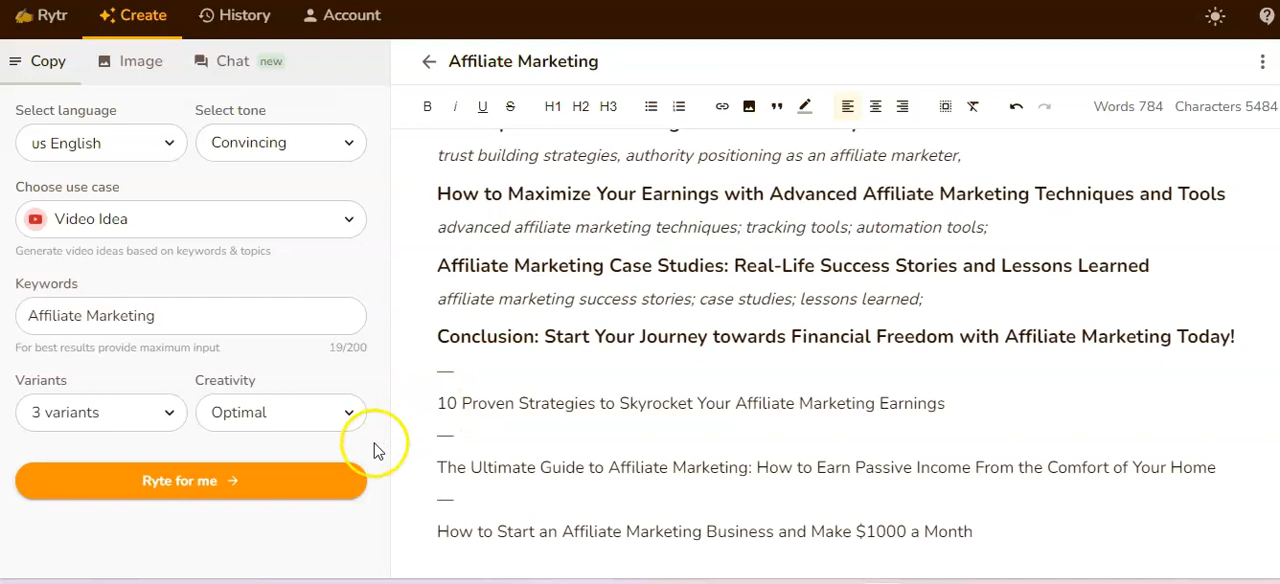 Rytr
Create
History
Account
Copy
Image
Chat new
Affiliate Marketing
B i U S H1 H2 H3
Words 784 Characters 5484
Select language
Select tone
us English
Convincing
Choose use case
Video Idea
Generate video ideas based on keywords & topics
Keywords
Affiliate Marketing
For best results provide maximum input
19/200
Variants
Creativity
3 variants
Optimal
Ryte for me
trust building strategies, authority positioning as an affiliate marketer,
How to Maximize Your Earnings with Advanced Affiliate Marketing Techniques and Tools
advanced affiliate marketing techniques; tracking tools; automation tools;
Affiliate Marketing Case Studies: Real-Life Success Stories and Lessons Learned
affiliate marketing success stories; case studies; lessons learned;
Conclusion: Start Your Journey towards Financial Freedom with Affiliate Marketing Today!
—
10 Proven Strategies to Skyrocket Your Affiliate Marketing Earnings
—
The Ultimate Guide to Affiliate Marketing: How to Earn Passive Income From the Comfort of Your Home
—
How to Start an Affiliate Marketing Business and Make $1000 a Month